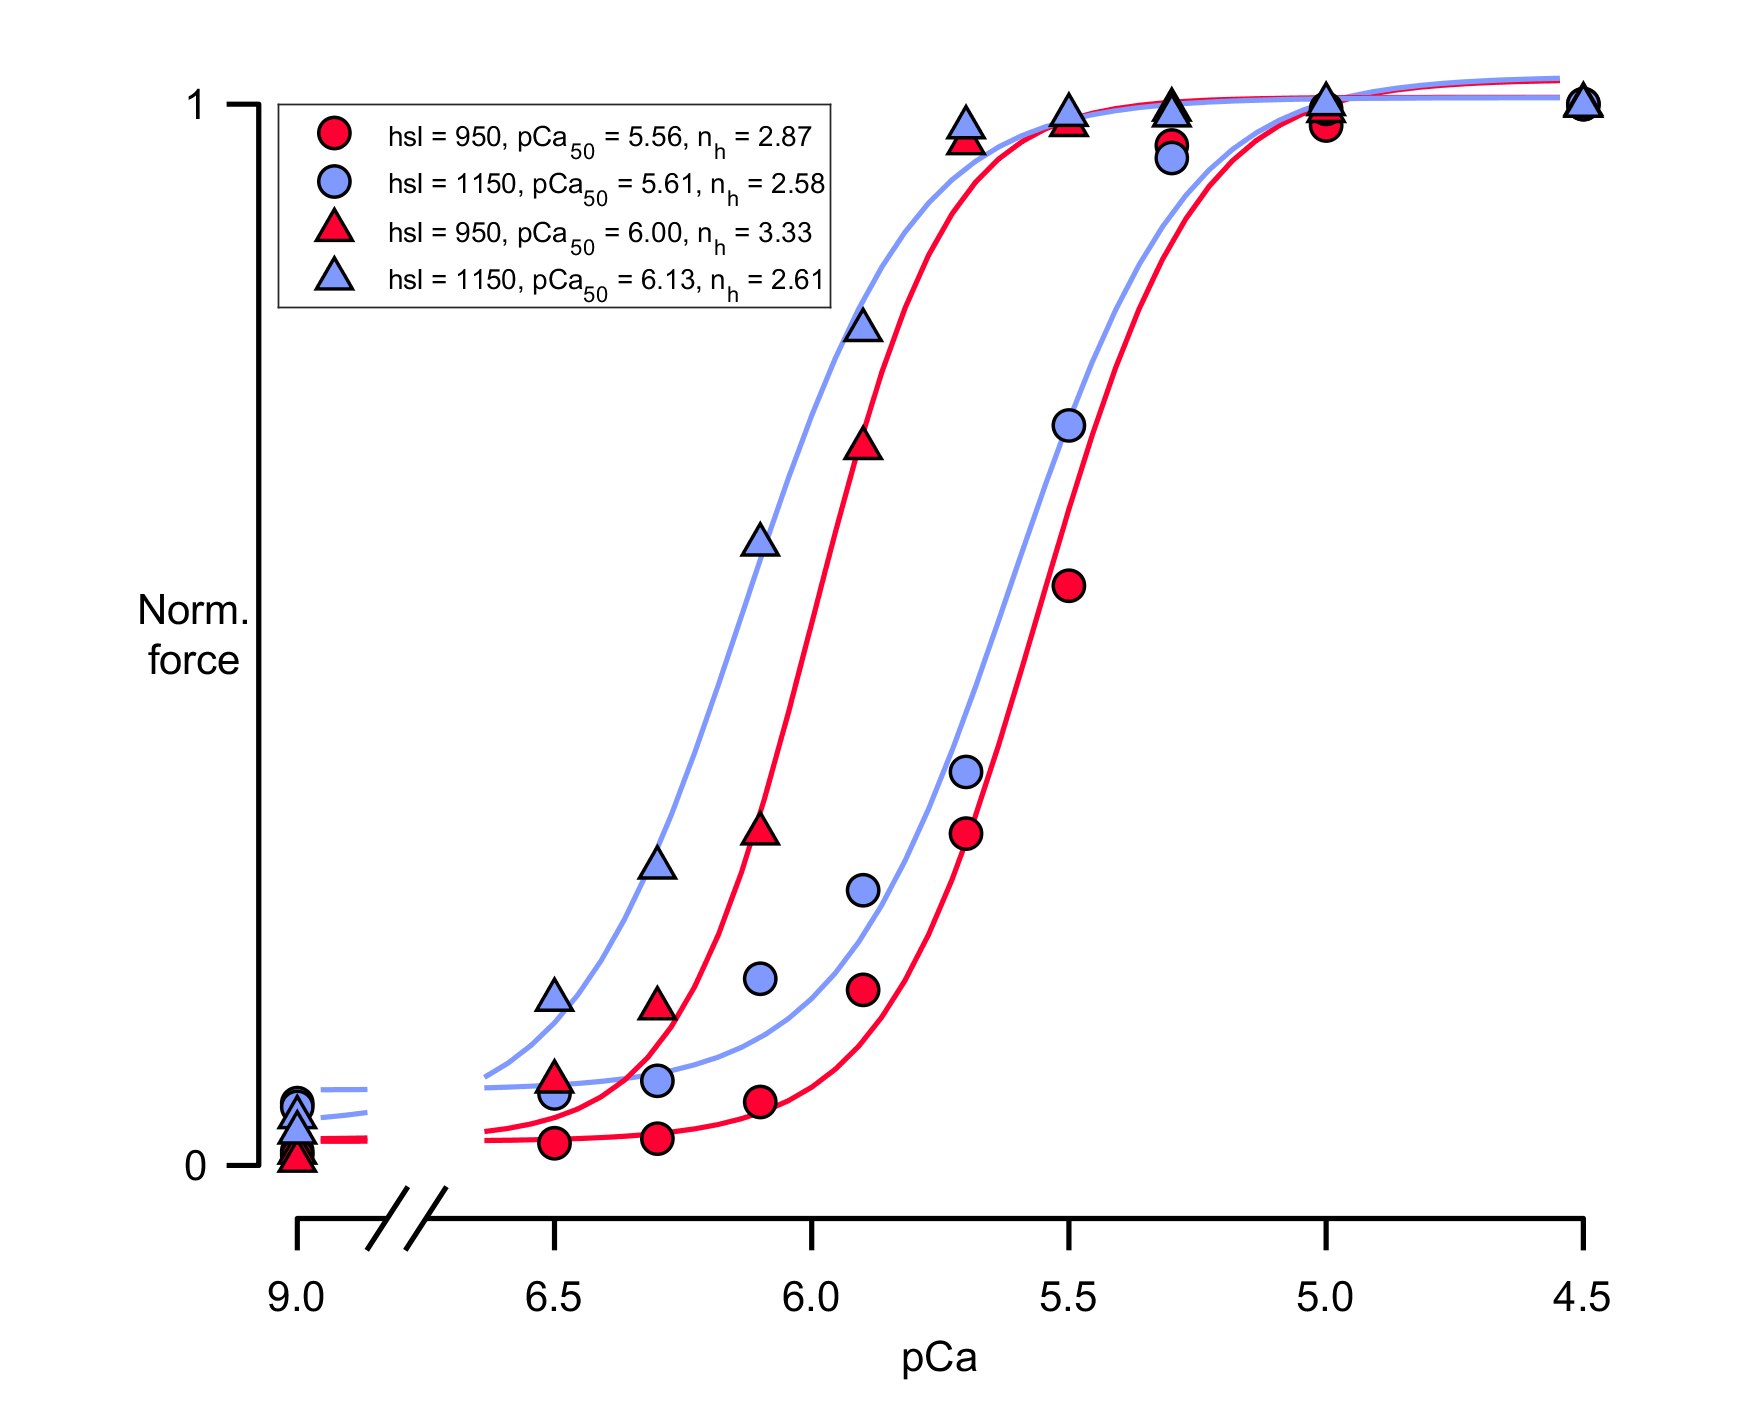 1
hsl = 950, pCa50 = 5.56, nh = 2.87
hsl = 1150, pCa50 = 5.61, nh = 2.58
hsl = 950, pCa50 = 6.00, nh = 3.33
hsl = 1150, pCa50 = 6.13, nh = 2.61
Norm.
force
0
9.0 6.5 6.0 5.5 5.0 4.5
pCa